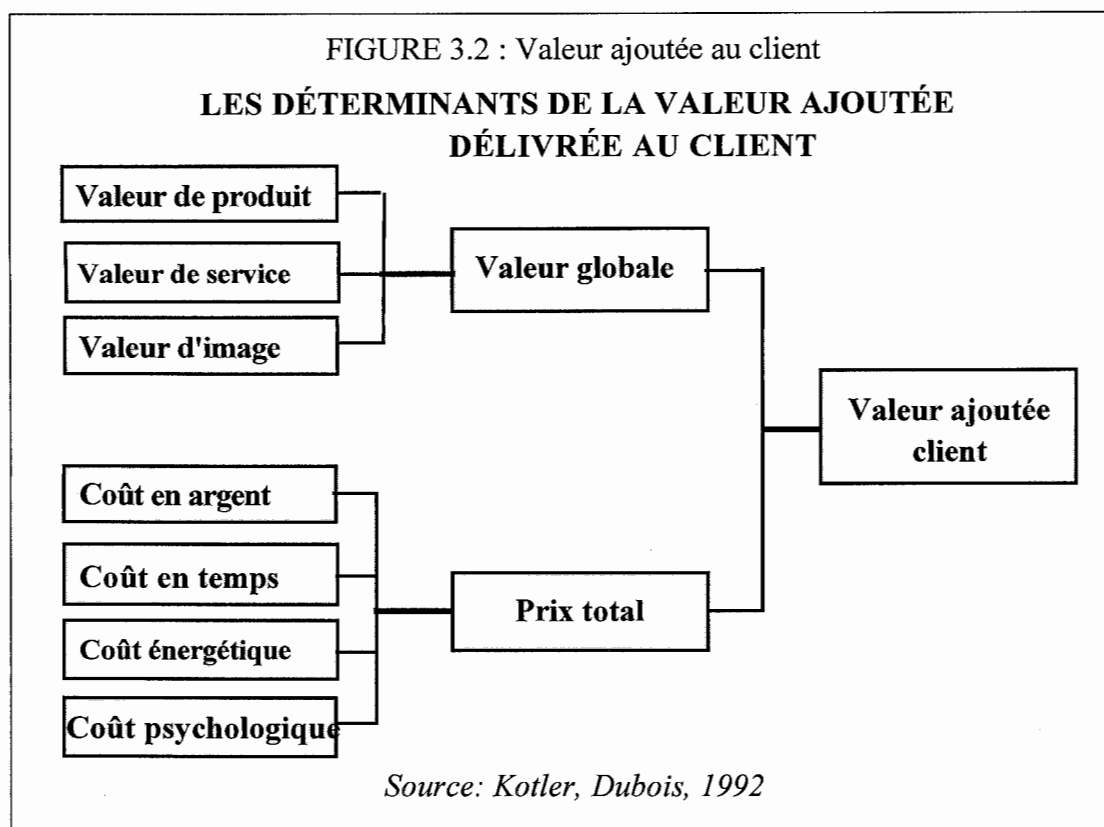 FIGURE 3.2 : Valeur ajoutée au client
LES DÉTERMINANTS DE LA VALEUR AJOUTÉE
DÉLIVRÉE AU CLIENT
Valeur de produit
Valeur de service
Valeur d'image
Valeur globale
Coût en argent
Coût en temps
Coût énergétique
Coût psychologique
Prix total
Valeur ajoutée
client
Source: Kotler, Dubois, 1992